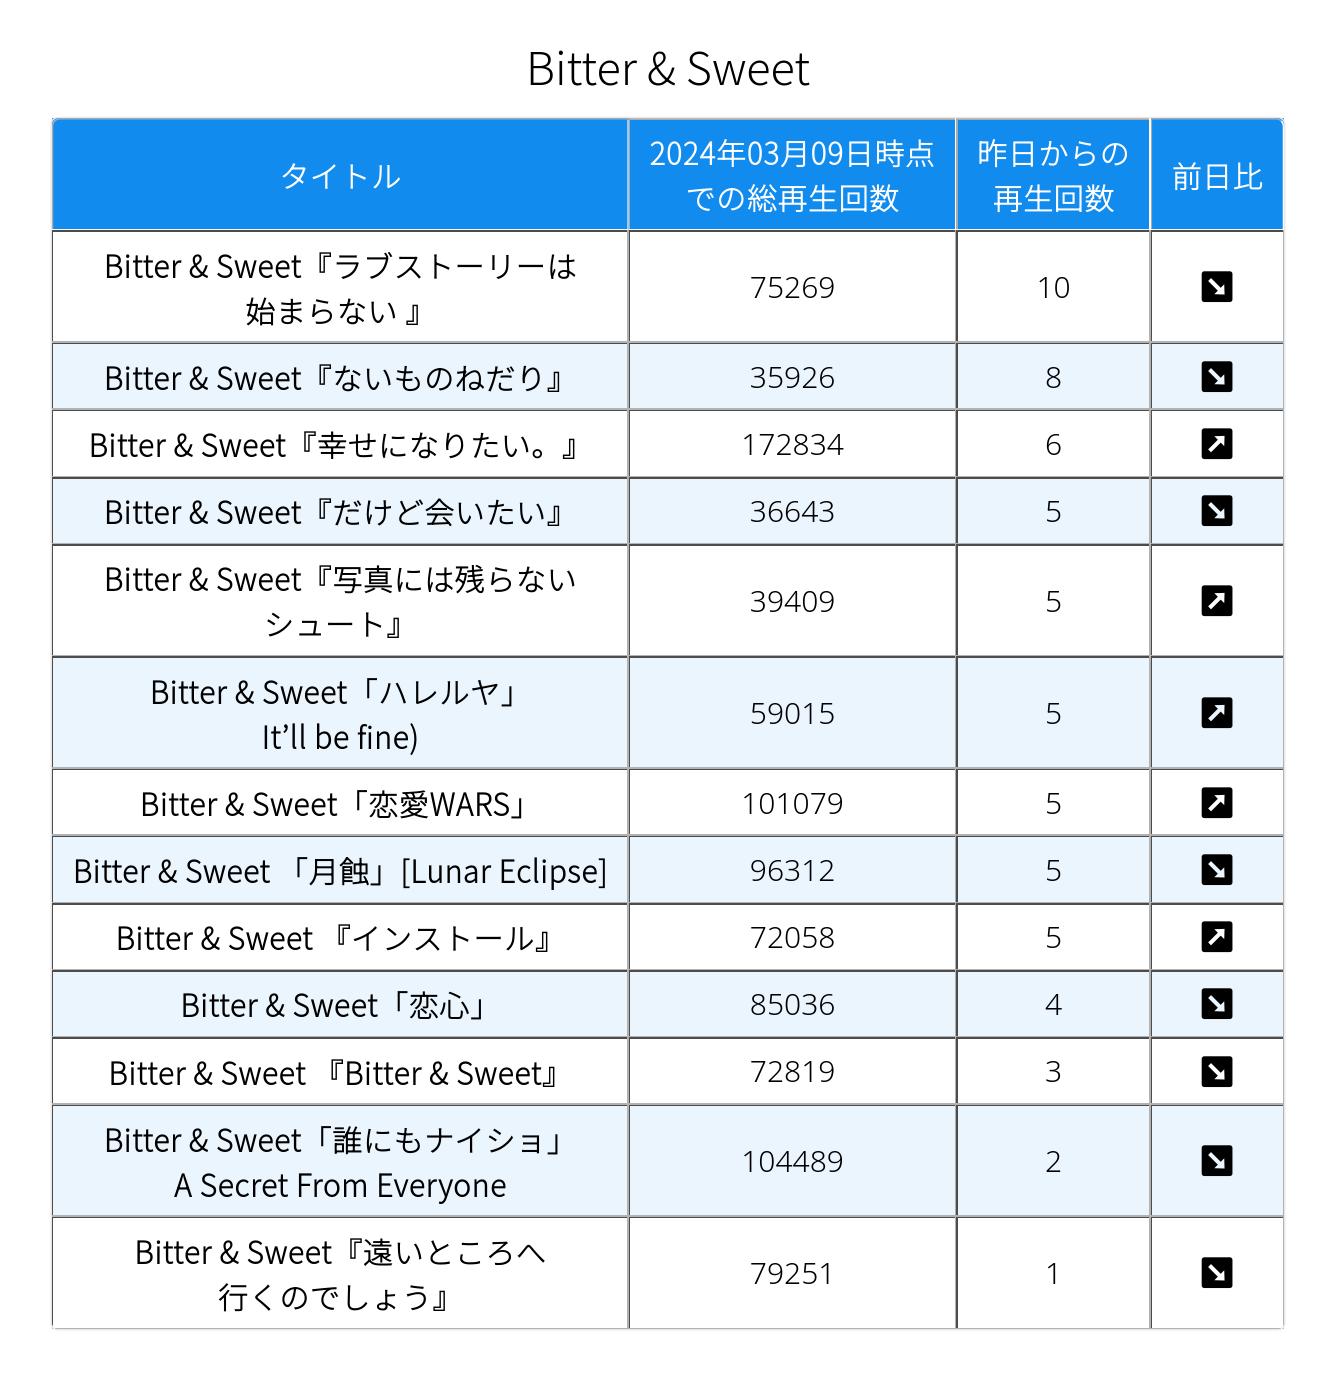 Bitter & Sweet
タイトル
2024年03月09日時点
での総再生回数
昨日からの
再生回数
前日比
Bitter & Sweet『ラブストーリーは
始まらない 』
75269
10
↘
Bitter & Sweet『ないものねだり』
35926
8
↘
Bitter & Sweet『幸せになりたい。』
172834
6
↗
Bitter & Sweet『だけど会いたい』
36643
5
↘
Bitter & Sweet『写真には残らない
シュート』
39409
5
↗
Bitter & Sweet「ハレルヤ」
It’ll be fine)
59015
5
↗
Bitter & Sweet「恋愛WARS」
101079
5
↗
Bitter & Sweet 「月蝕」[Lunar Eclipse]
96312
5
↘
Bitter & Sweet 『インストール』
72058
5
↗
Bitter & Sweet「恋心」
85036
4
↘
Bitter & Sweet 『Bitter & Sweet』
72819
3
↘
Bitter & Sweet「誰にもナイショ」
A Secret From Everyone
104489
2
↘
Bitter & Sweet『遠いところへ
行くのでしょう』
79251
1
↘